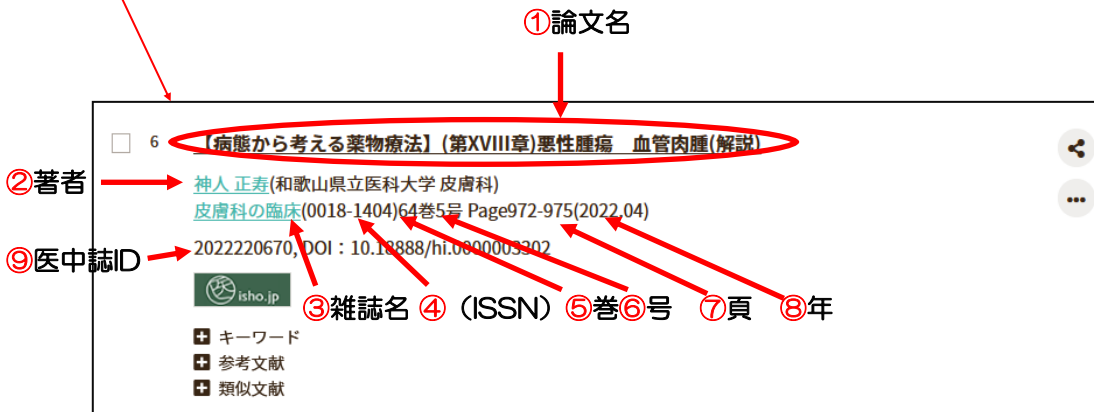 ①論文名
6 【病態から考える薬物療法】(第XVIII章)悪性腫瘍 血管肉腫(解説)
②著者
神人 正寿(和歌山県立医科大学 皮膚科)
皮膚科の臨床(0018-1404)64巻5号 Page972-975(2022,04)
⑨医中誌ID
2022220670, DOI：10.18888/hi.0000003302
医 isho.jp
③雑誌名 ④（ISSN）⑤巻⑥号 ⑦頁 ⑧年
キーワード
参考文献
類似文献